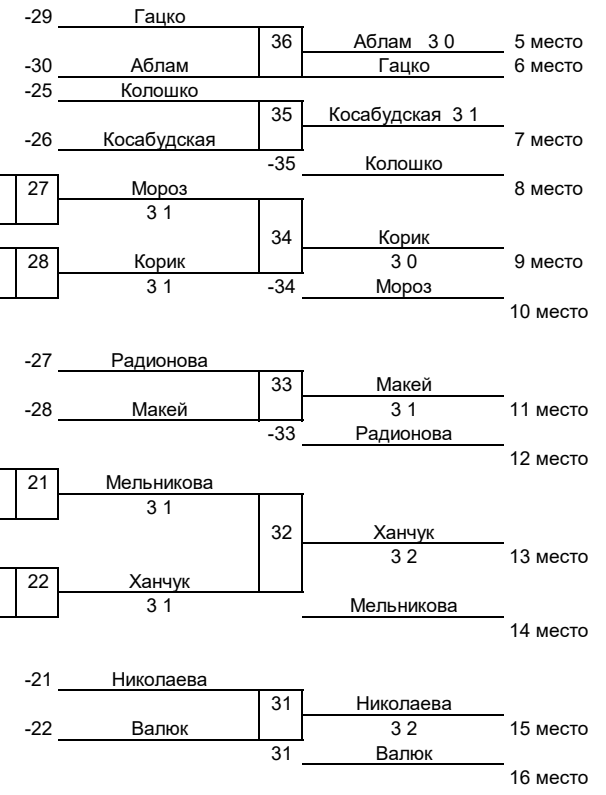 -29 Гацко
36 Аблам 3 0 5 место
-30 Аблам Гацко 6 место
-25 Колошко
35 Косабудская 3 1
-26 Косабудская 7 место
-35 Колошко
27 Мороз 8 место
3 1
34 Корик
28 Корик 3 0 9 место
3 1 -34 Мороз
10 место
-27 Радионова
33 Макей
-28 Макей 3 1 11 место
-33 Радионова
12 место
21 Мельникова
3 1
32 Ханчук
3 2 13 место
22 Ханчук
3 1 Мельникова
14 место
-21 Николаева
31 Николаева
-22 Валюк 3 2 15 место
31 Валюк
16 место